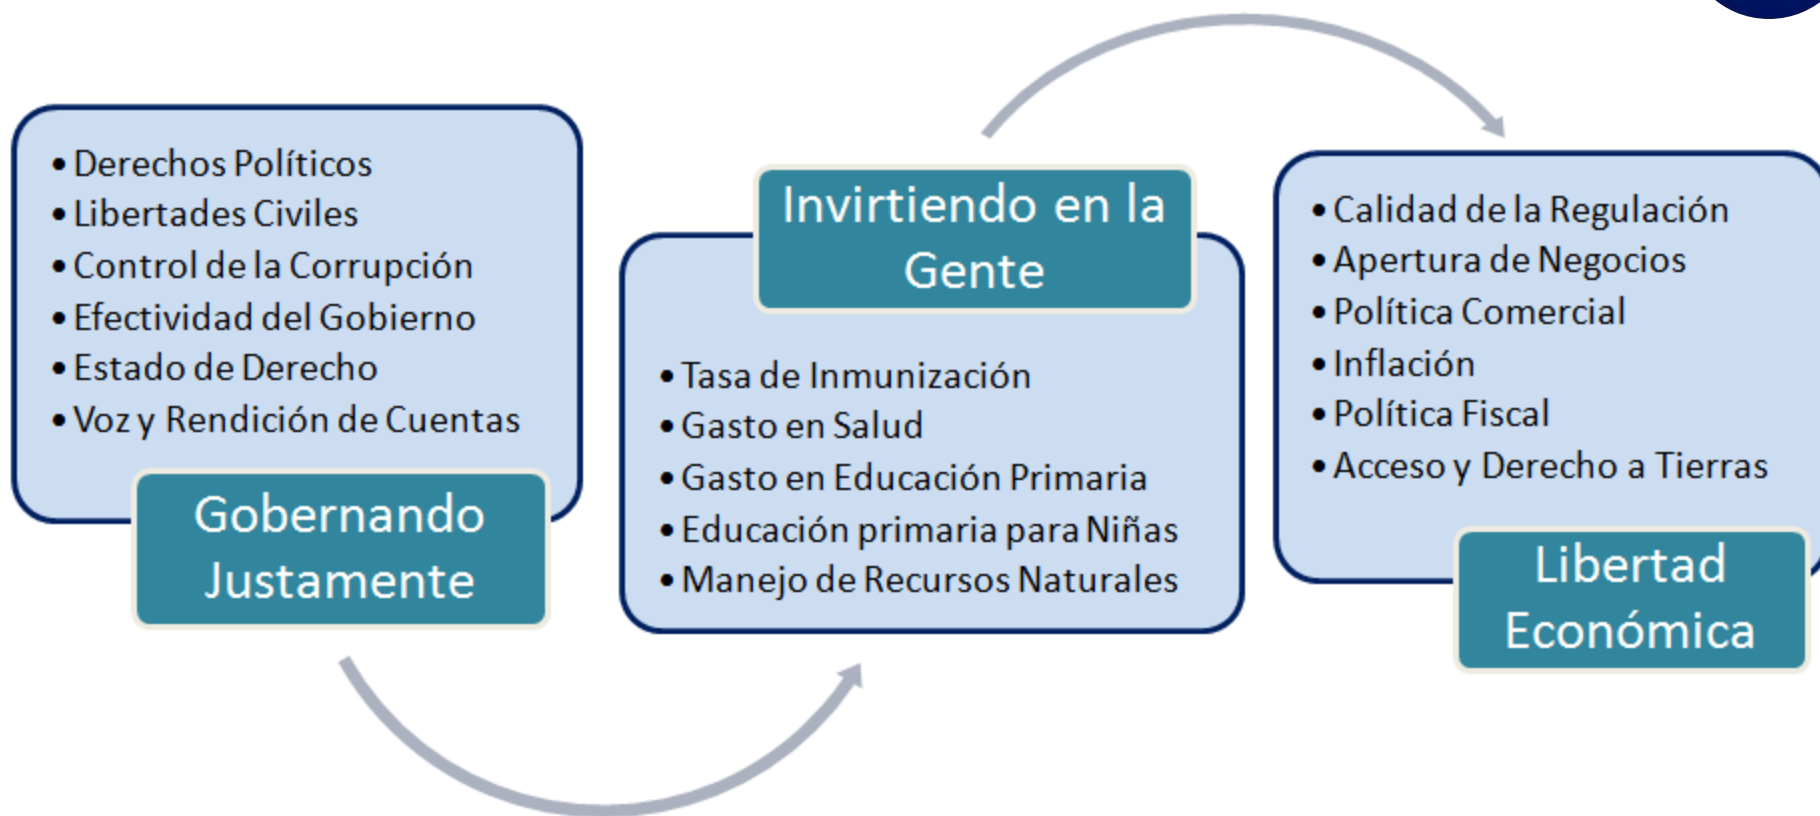 • Derechos Políticos
• Libertades Civiles
• Control de la Corrupción
• Efectividad del Gobierno
• Estado de Derecho
• Voz y Rendición de Cuentas
Gobernando
Justamente
Invirtiendo en la
Gente
• Tasa de Inmunización
• Gasto en Salud
• Gasto en Educación Primaria
• Educación primaria para Niñas
• Manejo de Recursos Naturales
• Calidad de la Regulación
• Apertura de Negocios
• Política Comercial
• Inflación
• Política Fiscal
• Acceso y Derecho a Tierras
Libertad
Económica